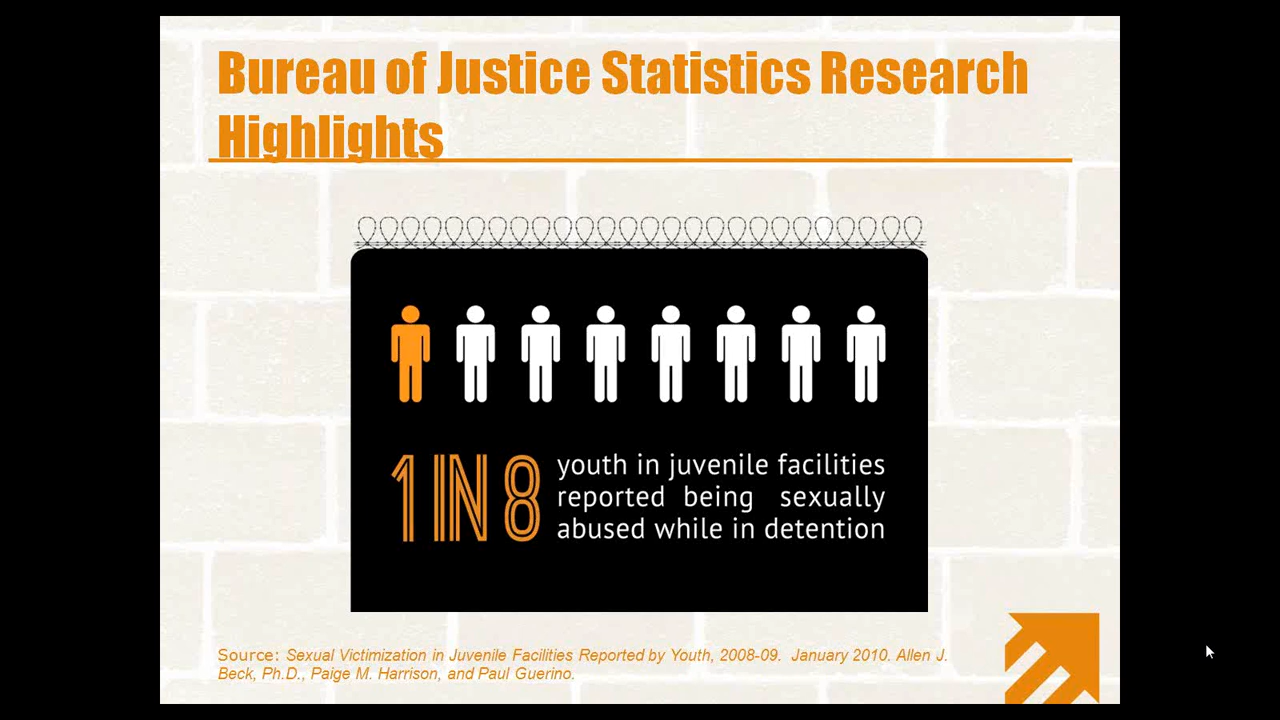 Bureau of Justice Statistics Research
Highlights
1 IN 8
youth in juvenile facilities
reported being sexually
abused while in detention
Source: Sexual Victimization in Juvenile Facilities Reported by Youth, 2008-09. January 2010. Allen J.
Beck, Ph.D., Paige M. Harrison, and Paul Guerino.